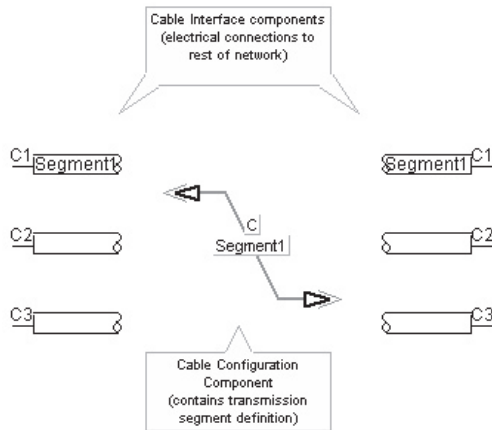 Cable Interface components
(electrical connections to
rest of network)
C1
Segment1
Segment1
C1
C
Segment1
C2
C2
C3
C3
Cable Configuration
Component
(contains transmission
segment definition)